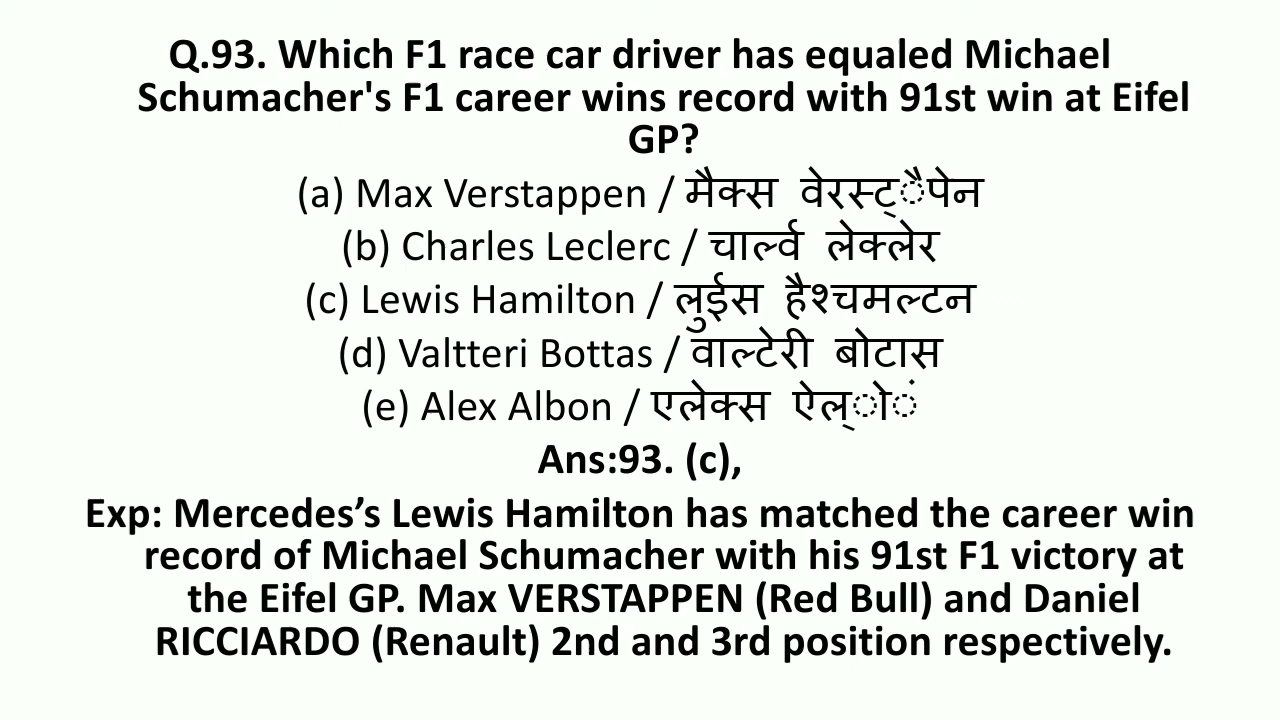 Q.93. Which F1 race car driver has equaled Michael
Schumacher's F1 career wins record with 91st win at Eifel
GP?
(a) Max Verstappen / मैक्स वेरस्ट्ैपेन
(b) Charles Leclerc / चार्ल्व लेक्लेर
(c) Lewis Hamilton / लुईस हैश्चमल्टन
(d) Valtteri Bottas / वाल्टेरी बोटास
(e) Alex Albon / एलेक्स ऐल्ो​ं
Ans:93. (c),
Exp: Mercedes’s Lewis Hamilton has matched the career win
record of Michael Schumacher with his 91st F1 victory at
the Eifel GP. Max VERSTAPPEN (Red Bull) and Daniel
RICCIARDO (Renault) 2nd and 3rd position respectively.